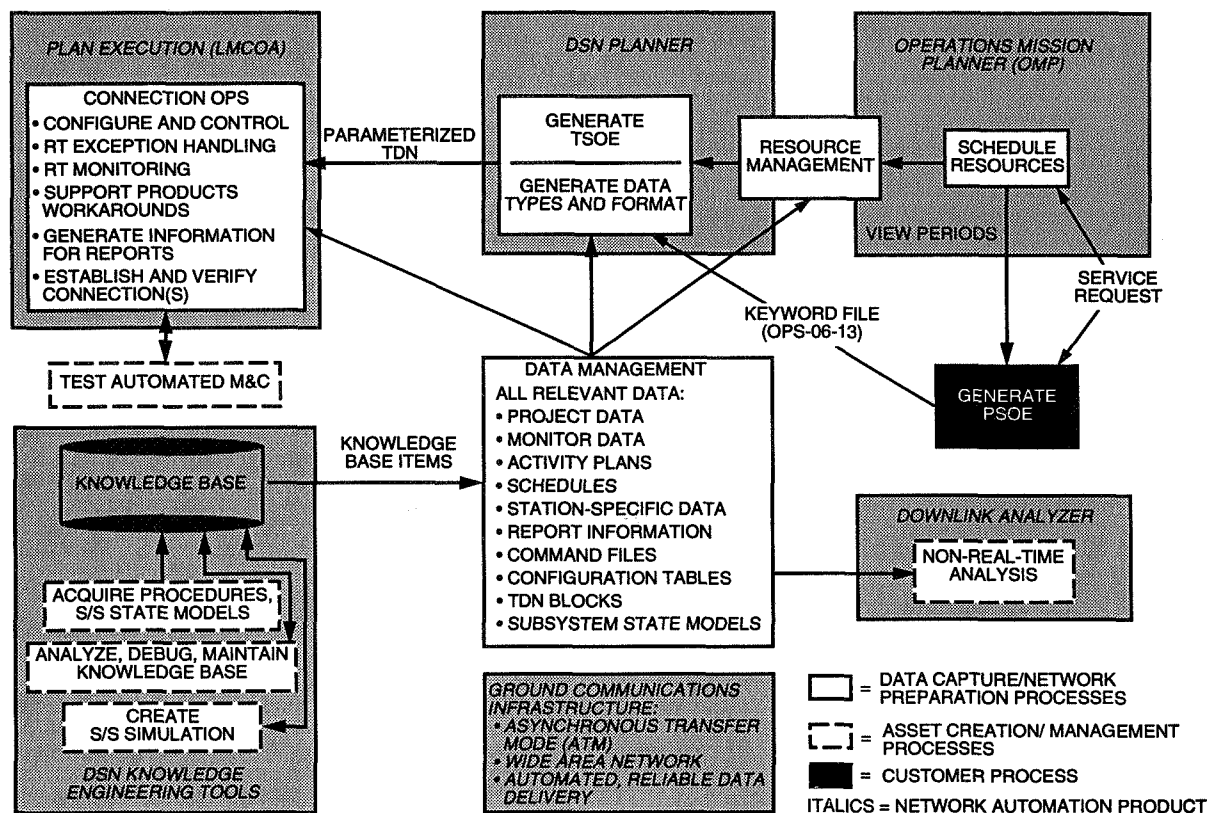 PLAN EXECUTION (LMCOA)
CONNECTION OPS
• CONFIGURE AND CONTROL
• RT EXCEPTION HANDLING
• RT MONITORING
• SUPPORT PRODUCTS
WORKAROUNDS
• GENERATE INFORMATION
FOR REPORTS
• ESTABLISH AND VERIFY
CONNECTION(S)
PARAMETERIZED
TDN
DSN PLANNER
GENERATE
TSOE
GENERATE DATA
TYPES AND FORMAT
RESOURCE
MANAGEMENT
OPERATIONS MISSION
PLANNER (OMP)
SCHEDULE
RESOURCES
VIEW PERIODS
SERVICE
REQUEST
KEYWORD FILE
(OPS-06-13)
GENERATE
PSOE
TEST AUTOMATED M&C
KNOWLEDGE BASE
KNOWLEDGE
BASE ITEMS
ACQUIRE PROCEDURES,
S/S STATE MODELS
ANALYZE, DEBUG, MAINTAIN
KNOWLEDGE BASE
CREATE
S/S SIMULATION
DSN KNOWLEDGE
ENGINEERING TOOLS
DATA MANAGEMENT
ALL RELEVANT DATA:
• PROJECT DATA
• MONITOR DATA
• ACTIVITY PLANS
• SCHEDULES
• STATION-SPECIFIC DATA
• REPORT INFORMATION
• COMMAND FILES
• CONFIGURATION TABLES
• TDN BLOCKS
• SUBSYSTEM STATE MODELS
DOWNLINK ANALYZER
NON-REAL-TIME
ANALYSIS
GROUND COMMUNICATIONS
INFRASTRUCTURE:
• ASYNCHRONOUS TRANSFER
MODE (ATM)
• WIDE AREA NETWORK
• AUTOMATED, RELIABLE DATA
DELIVERY
= DATA CAPTURE/NETWORK
PREPARATION PROCESSES
= ASSET CREATION/ MANAGEMENT
PROCESSES
= CUSTOMER PROCESS
ITALICS = NETWORK AUTOMATION PRODUCT